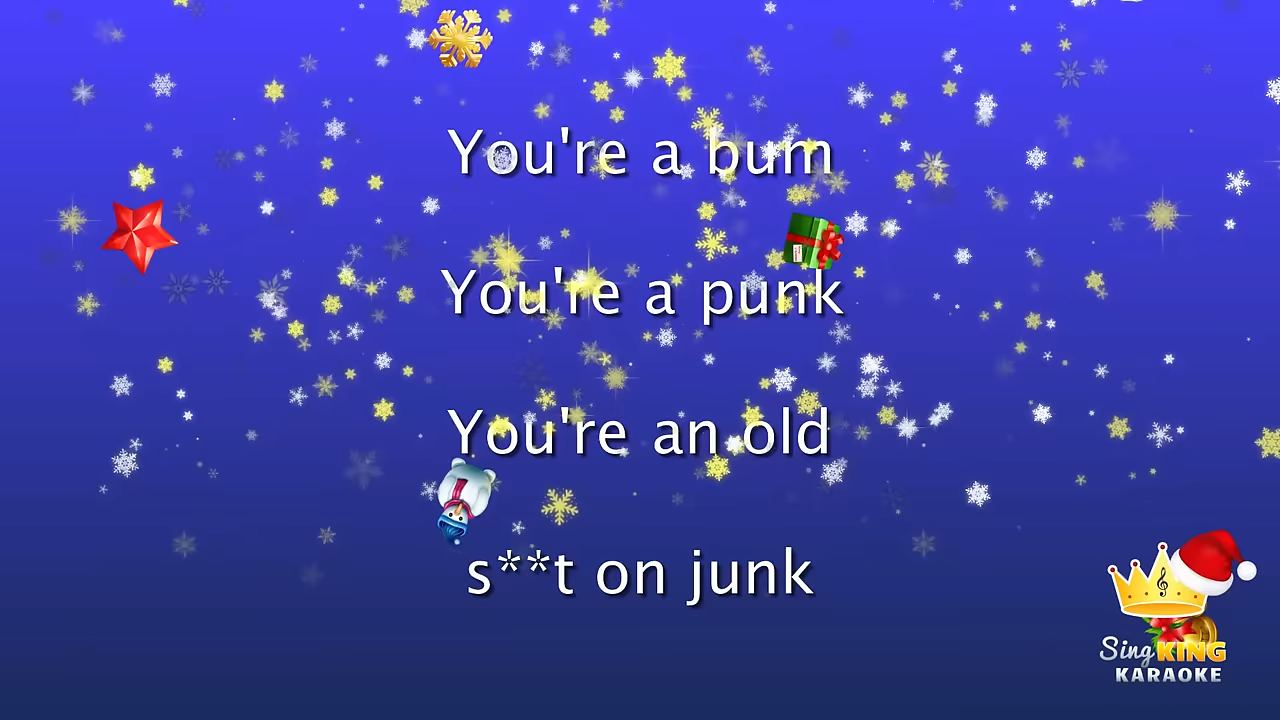 You're a bum
You're a punk
You're an old
s**t on junk
Sing KING
KARAOKE